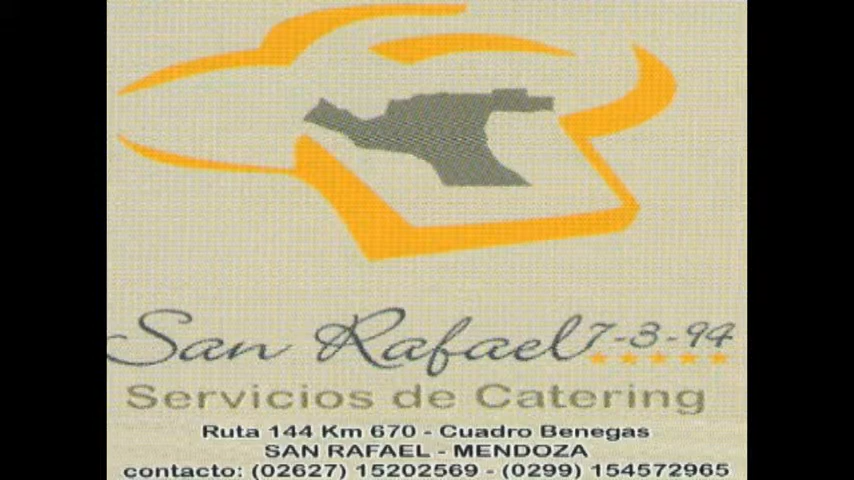 San Rafael 7-3-94
Servicios de Catering
Ruta 144 Km 670 - Cuadro Benegas
SAN RAFAEL - MENDOZA
contacto: (02627) 15202569 - (0299) 154572965